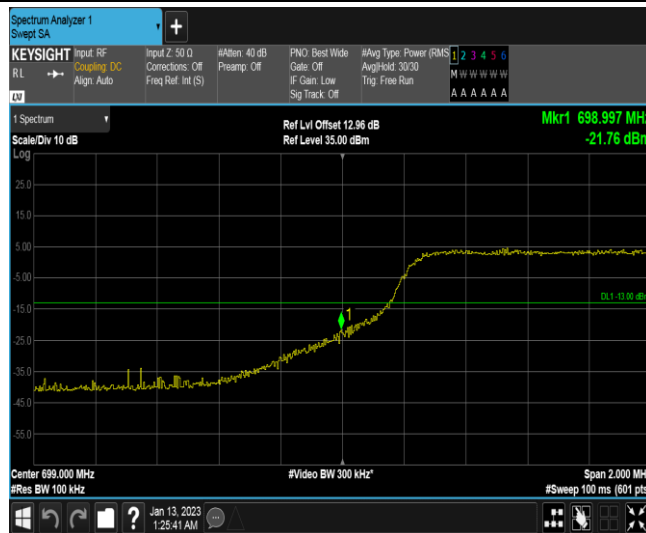 Spectrum Analyzer 1
Swept SA
+
KEYSIGHT
RL
LXI
Input: RF
Coupling: DC
Align: Auto
Input Z: 50 Ω
Corrections: Off
Freq Ref: Int (S)
#Atten: 40 dB
Preamp: Off
PNO: Best Wide
Gate: Off
IF Gain: Low
Sig Track: Off
#Avg Type: Power (RMS
Avg|Hold: 30/30
Trig: Free Run
1 2 3 4 5 6
M W W W W W
A A A A A A
1 Spectrum
Scale/Div 10 dB
Log
Ref Lvl Offset 12.96 dB
Ref Level 35.00 dBm
Mkr1 698.997 MHz
-21.76 dBm
25.0
15.0
5.00
-5.00
-15.0
-25.0
-35.0
-45.0
-55.0
DL1 -13.00 dBm
1
Center 699.000 MHz
#Res BW 100 kHz
#Video BW 300 kHz*
Span 2.000 MHz
#Sweep 100 ms (601 pts)
?
Jan 13, 2023
1:25:41 AM